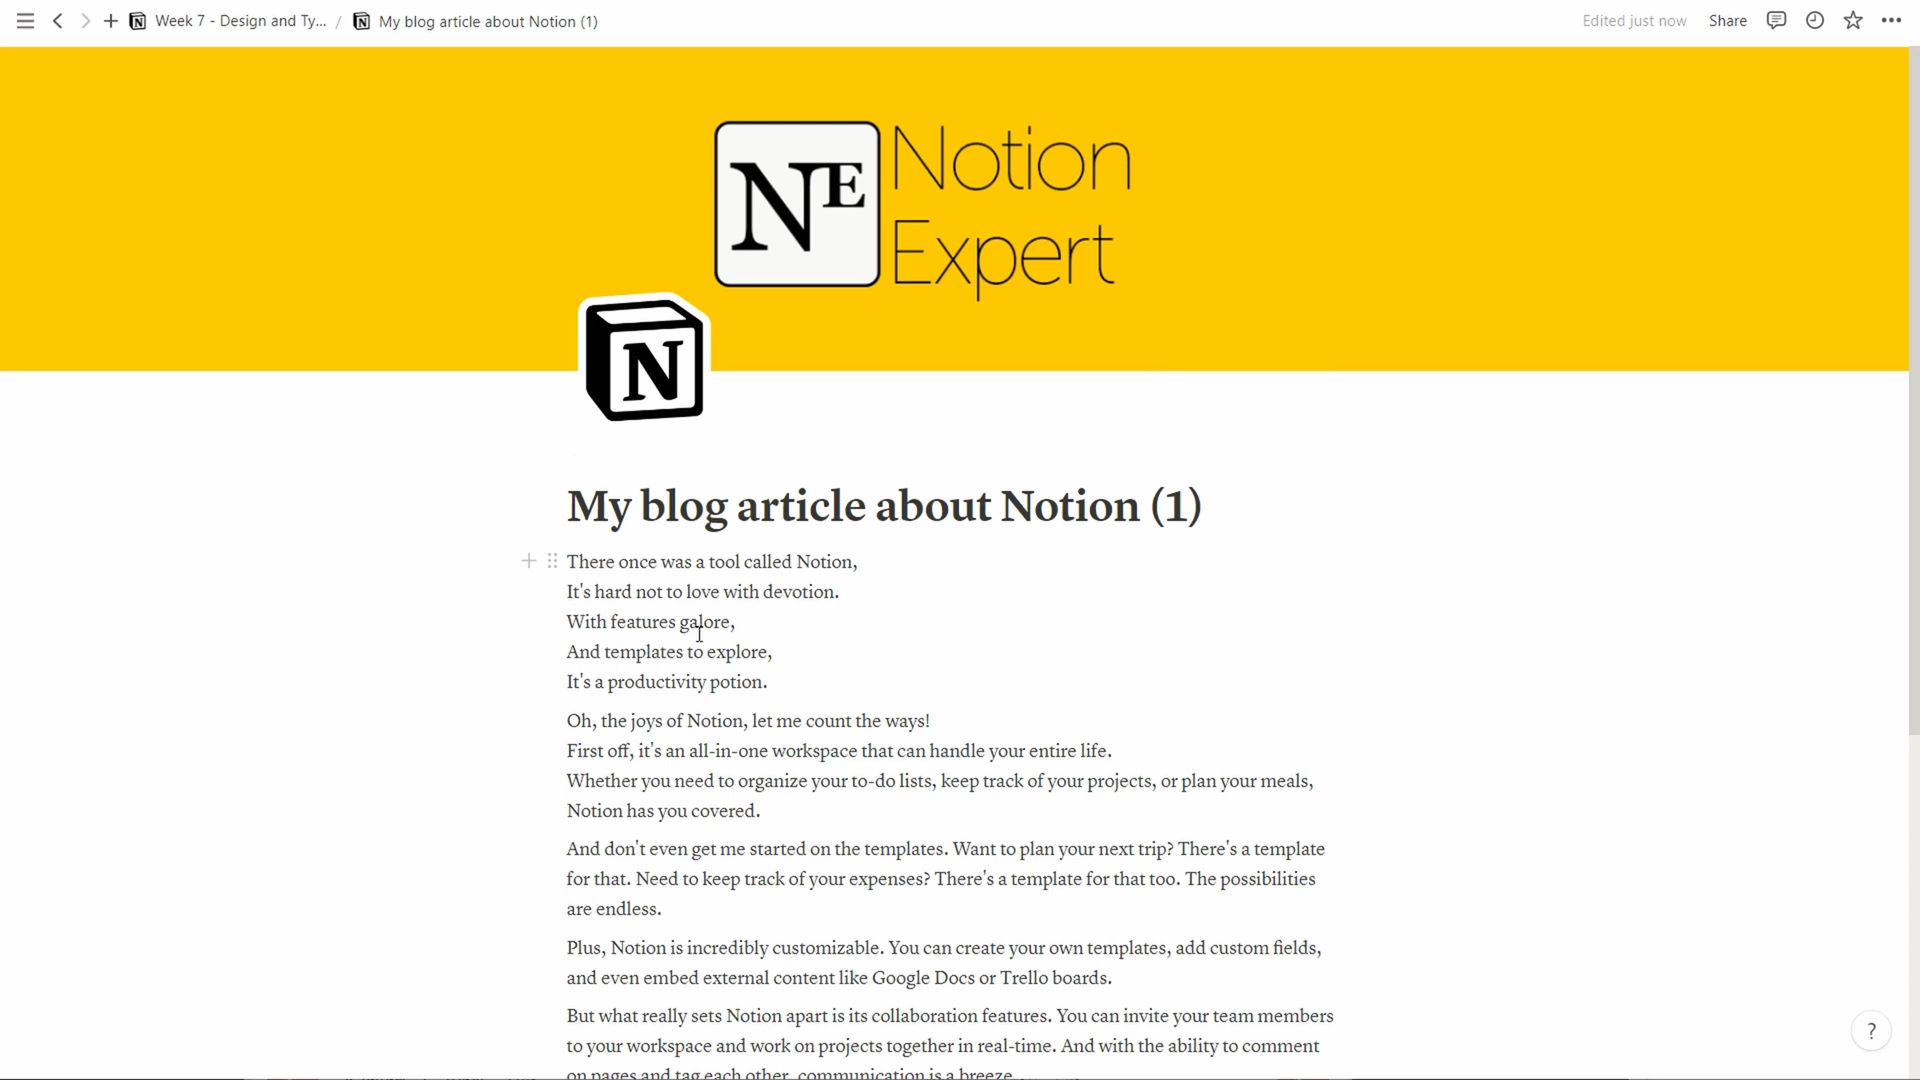 Week 7 - Design and Ty... / My blog article about Notion (1) Edited just now Share
NE Notion
Expert
N
My blog article about Notion (1)
There once was a tool called Notion,
It's hard not to love with devotion.
With features galore,
And templates to explore,
It's a productivity potion.
Oh, the joys of Notion, let me count the ways!
First off, it's an all-in-one workspace that can handle your entire life.
Whether you need to organize your to-do lists, keep track of your projects, or plan your meals,
Notion has you covered.
And don't even get me started on the templates. Want to plan your next trip? There's a template
for that. Need to keep track of your expenses? There's a template for that too. The possibilities
are endless.
Plus, Notion is incredibly customizable. You can create your own templates, add custom fields,
and even embed external content like Google Docs or Trello boards.
But what really sets Notion apart is its collaboration features. You can invite your team members
to your workspace and work on projects together in real-time. And with the ability to comment
on pages and tag each other, communication is a breeze.
?